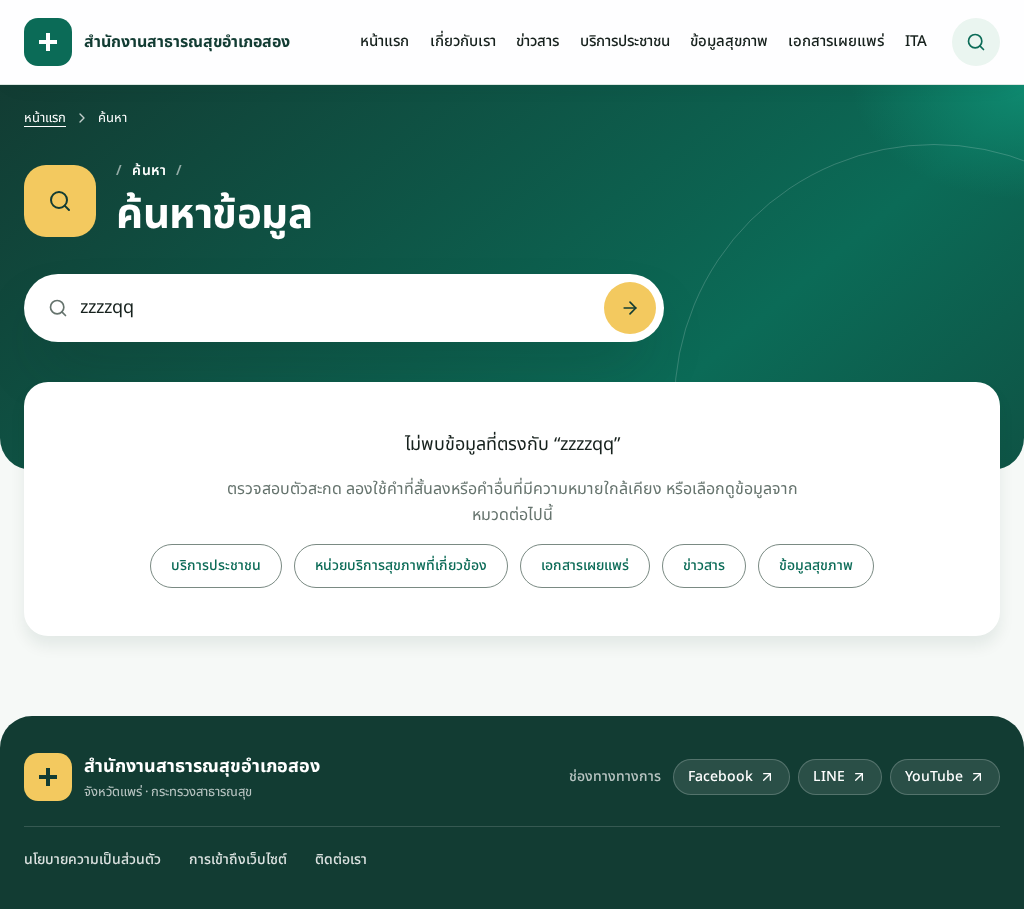 สำนักงานสาธารณสุขอำเภอสอง
หน้าแรก
เกี่ยวกับเรา
ข่าวสาร
บริการประชาชน
ข้อมูลสุขภาพ
เอกสารเผยแพร่
ITA
หน้าแรก
ค้นหา
/ ค้นหา /
ค้นหาข้อมูล
zzzzqq
ไม่พบข้อมูลที่ตรงกับ “zzzzqq”
ตรวจสอบตัวสะกด ลองใช้คำที่สั้นลงหรือคำอื่นที่มีความหมายใกล้เคียง หรือเลือกดูข้อมูลจาก
หมวดต่อไปนี้
บริการประชาชน
หน่วยบริการสุขภาพที่เกี่ยวข้อง
เอกสารเผยแพร่
ข่าวสาร
ข้อมูลสุขภาพ
สำนักงานสาธารณสุขอำเภอสอง
จังหวัดแพร่ · กระทรวงสาธารณสุข
ช่องทางทางการ
Facebook
LINE
YouTube
นโยบายความเป็นส่วนตัว
การเข้าถึงเว็บไซต์
ติดต่อเรา